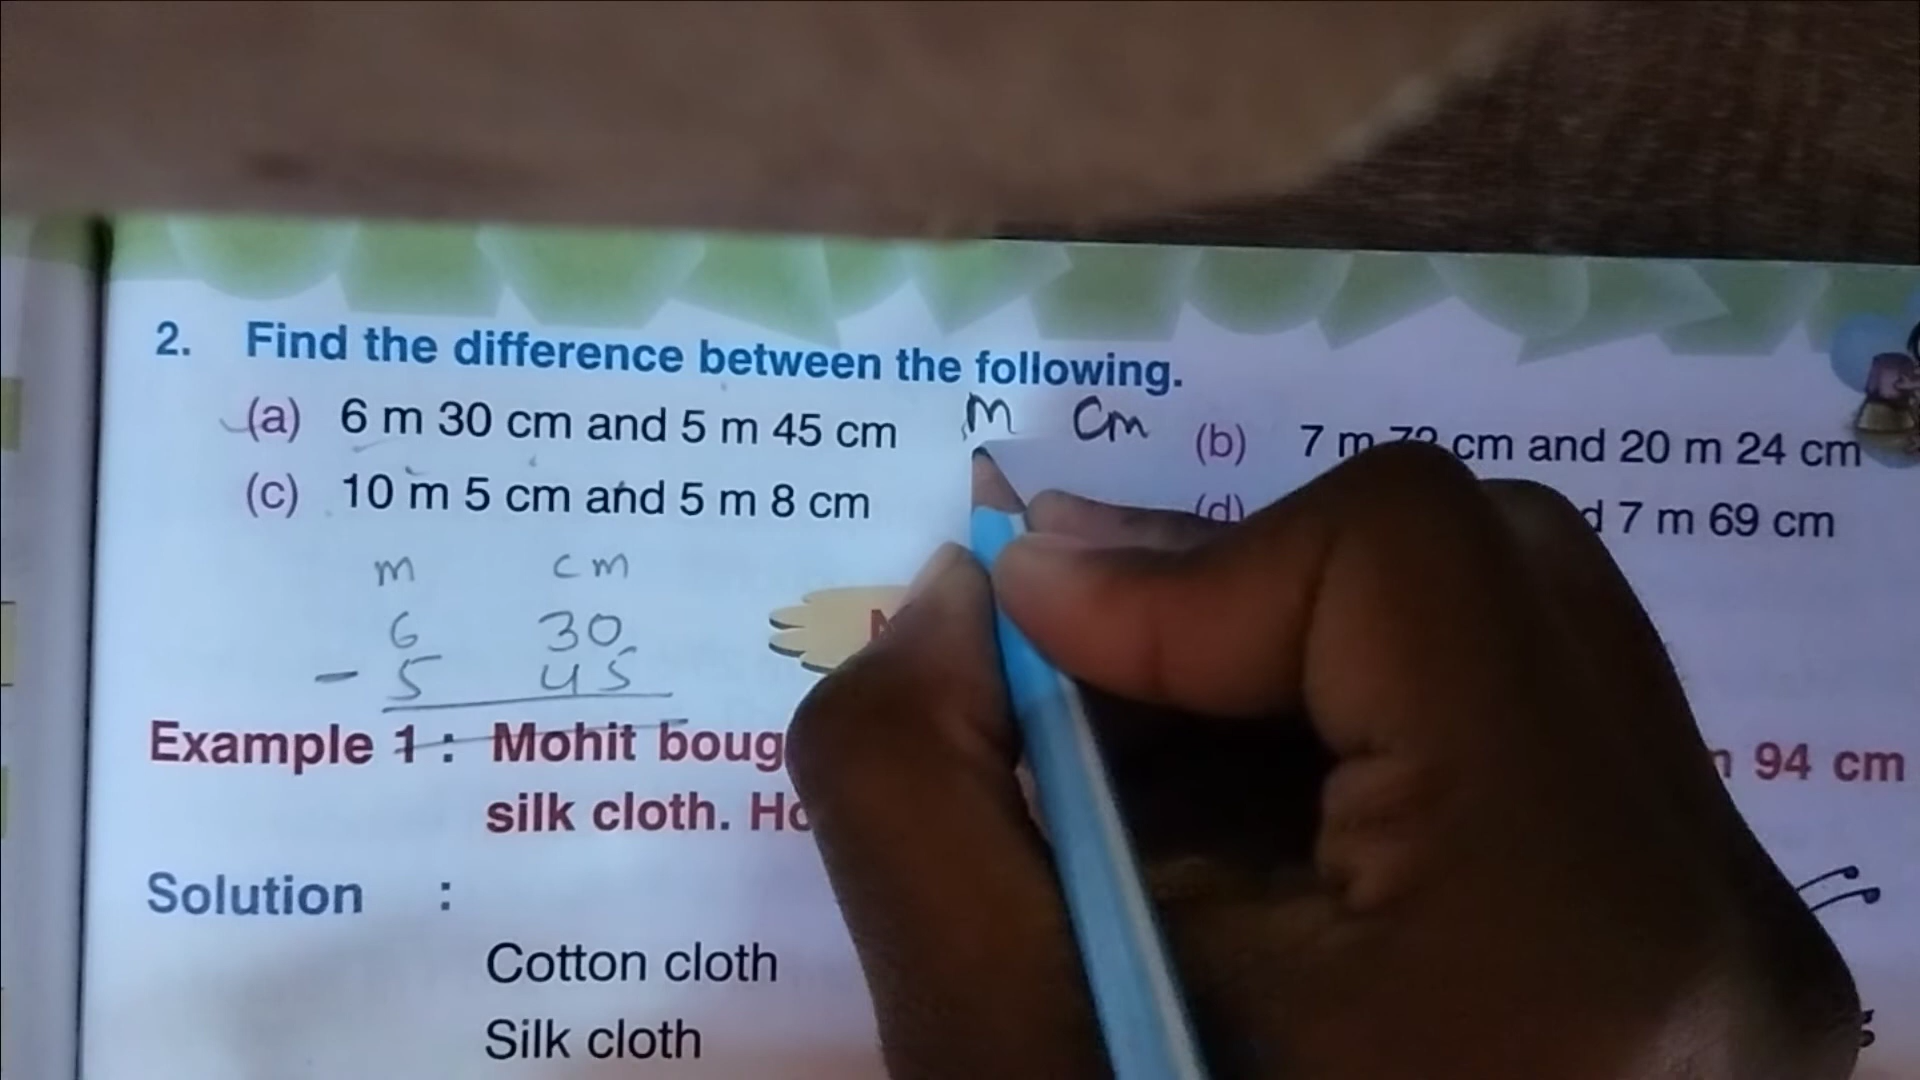 2. Find the difference between the following.
(a) 6 m 30 cm and 5 m 45 cm
m cm
(b) 7 m 72 cm and 20 m 24 cm
(c) 10 m 5 cm and 5 m 8 cm
(d) 7 m 69 cm
m cm
6 30
- 5 45
Example 1 : Mohit 94 cm
silk cloth.
Solution :
Cotton cloth
Silk cloth